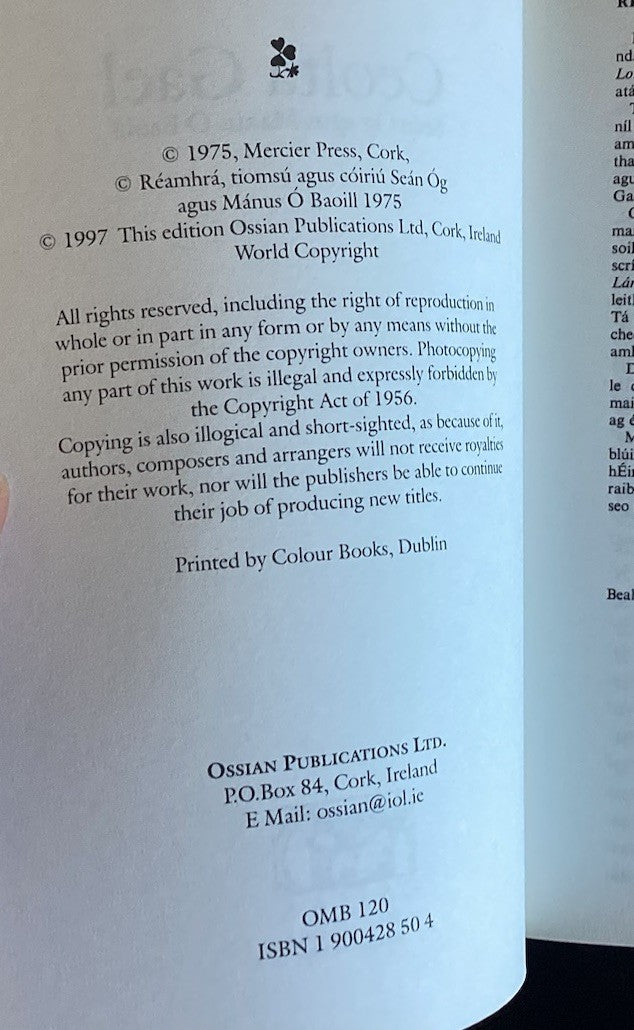 © 1975, Mercier Press, Cork,
© Réamhrá, tiomsú agus cóiriú Seán Óg
agus Mánus Ó Baoill 1975
© 1997 This edition Ossian Publications Ltd, Cork, Ireland
World Copyright
All rights reserved, including the right of reproduction in
whole or in part in any form or by any means without the
prior permission of the copyright owners. Photocopying
any part of this work is illegal and expressly forbidden by
the Copyright Act of 1956.
Copying is also illogical and short-sighted, as because of it,
authors, composers and arrangers will not receive royalties
for their work, nor will the publishers be able to continue
their job of producing new titles.
Printed by Colour Books, Dublin
OSSIAN PUBLICATIONS LTD.
P.O.Box 84, Cork, Ireland
E Mail: ossian@iol.ie
OMB 120
ISBN 1 900428 50 4